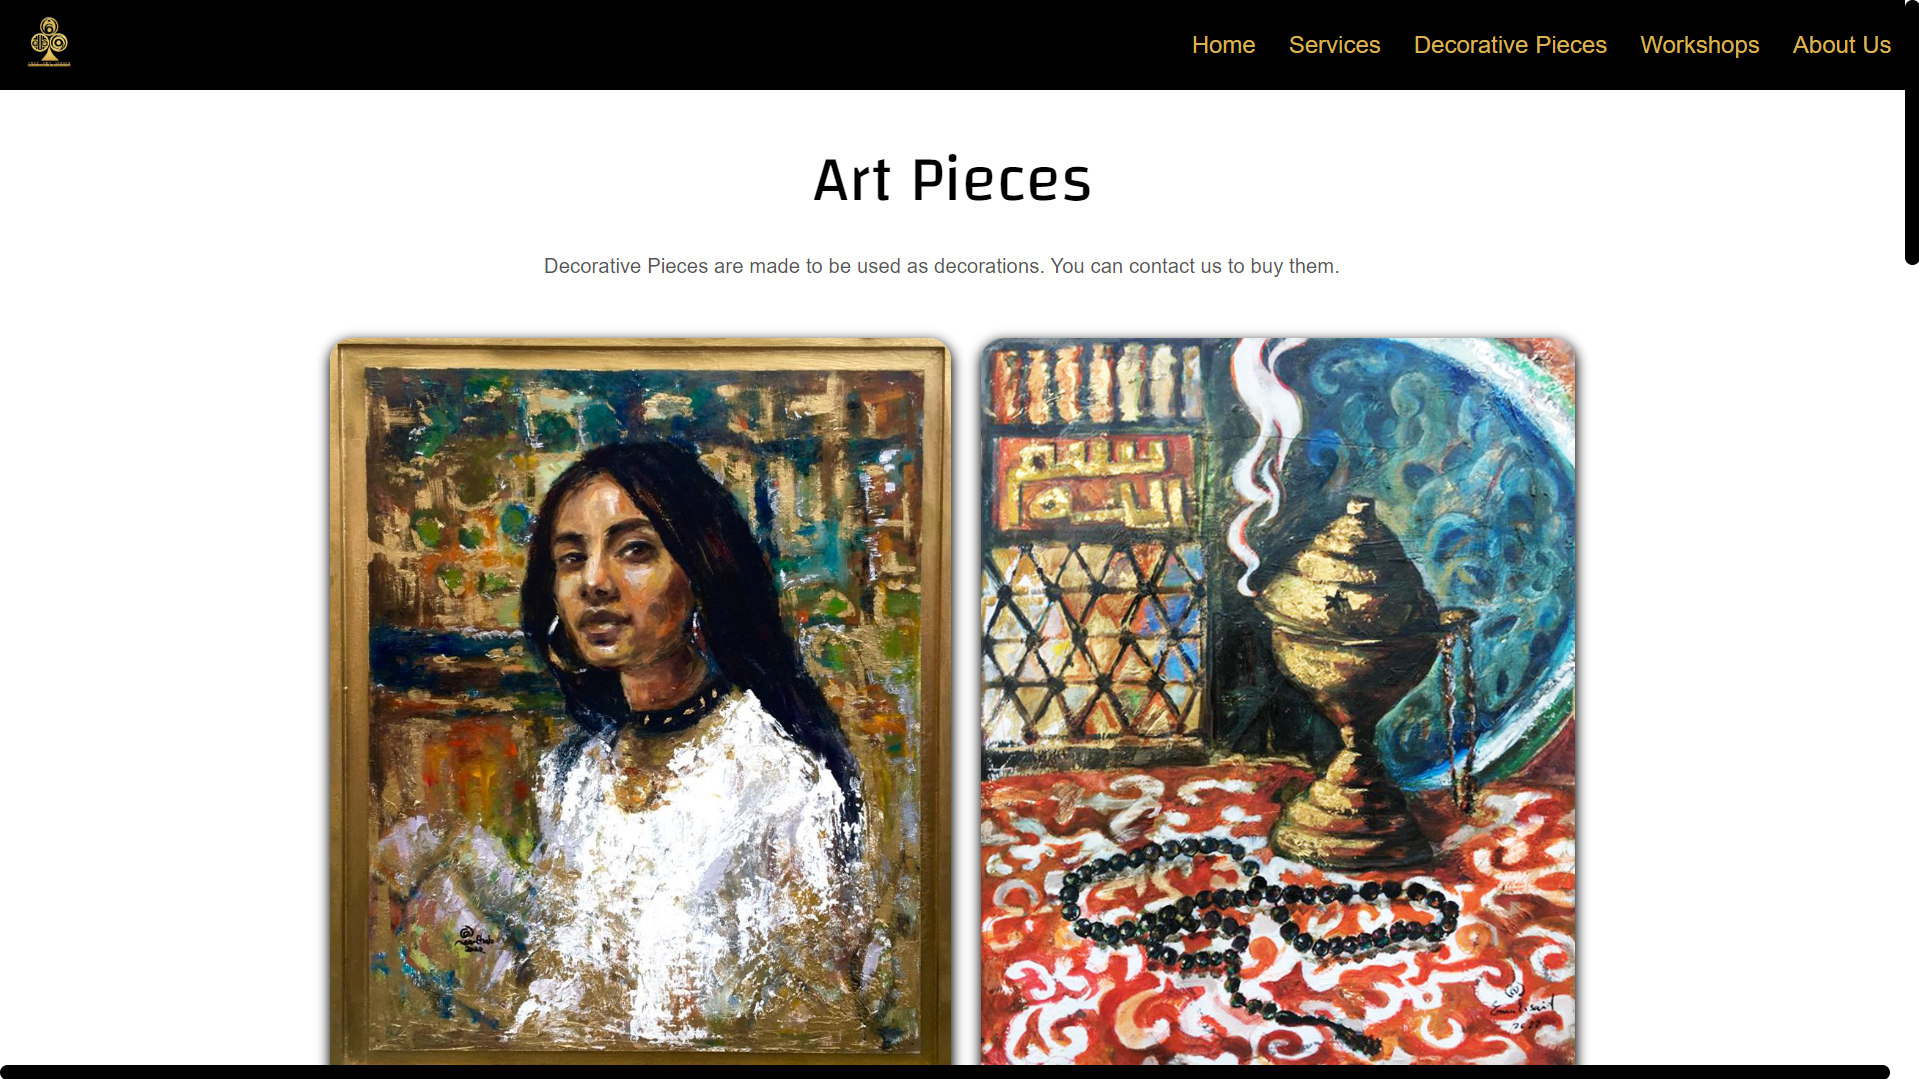 Home Services Decorative Pieces Workshops About Us
Art Pieces
Decorative Pieces are made to be used as decorations. You can contact us to buy them.
2022